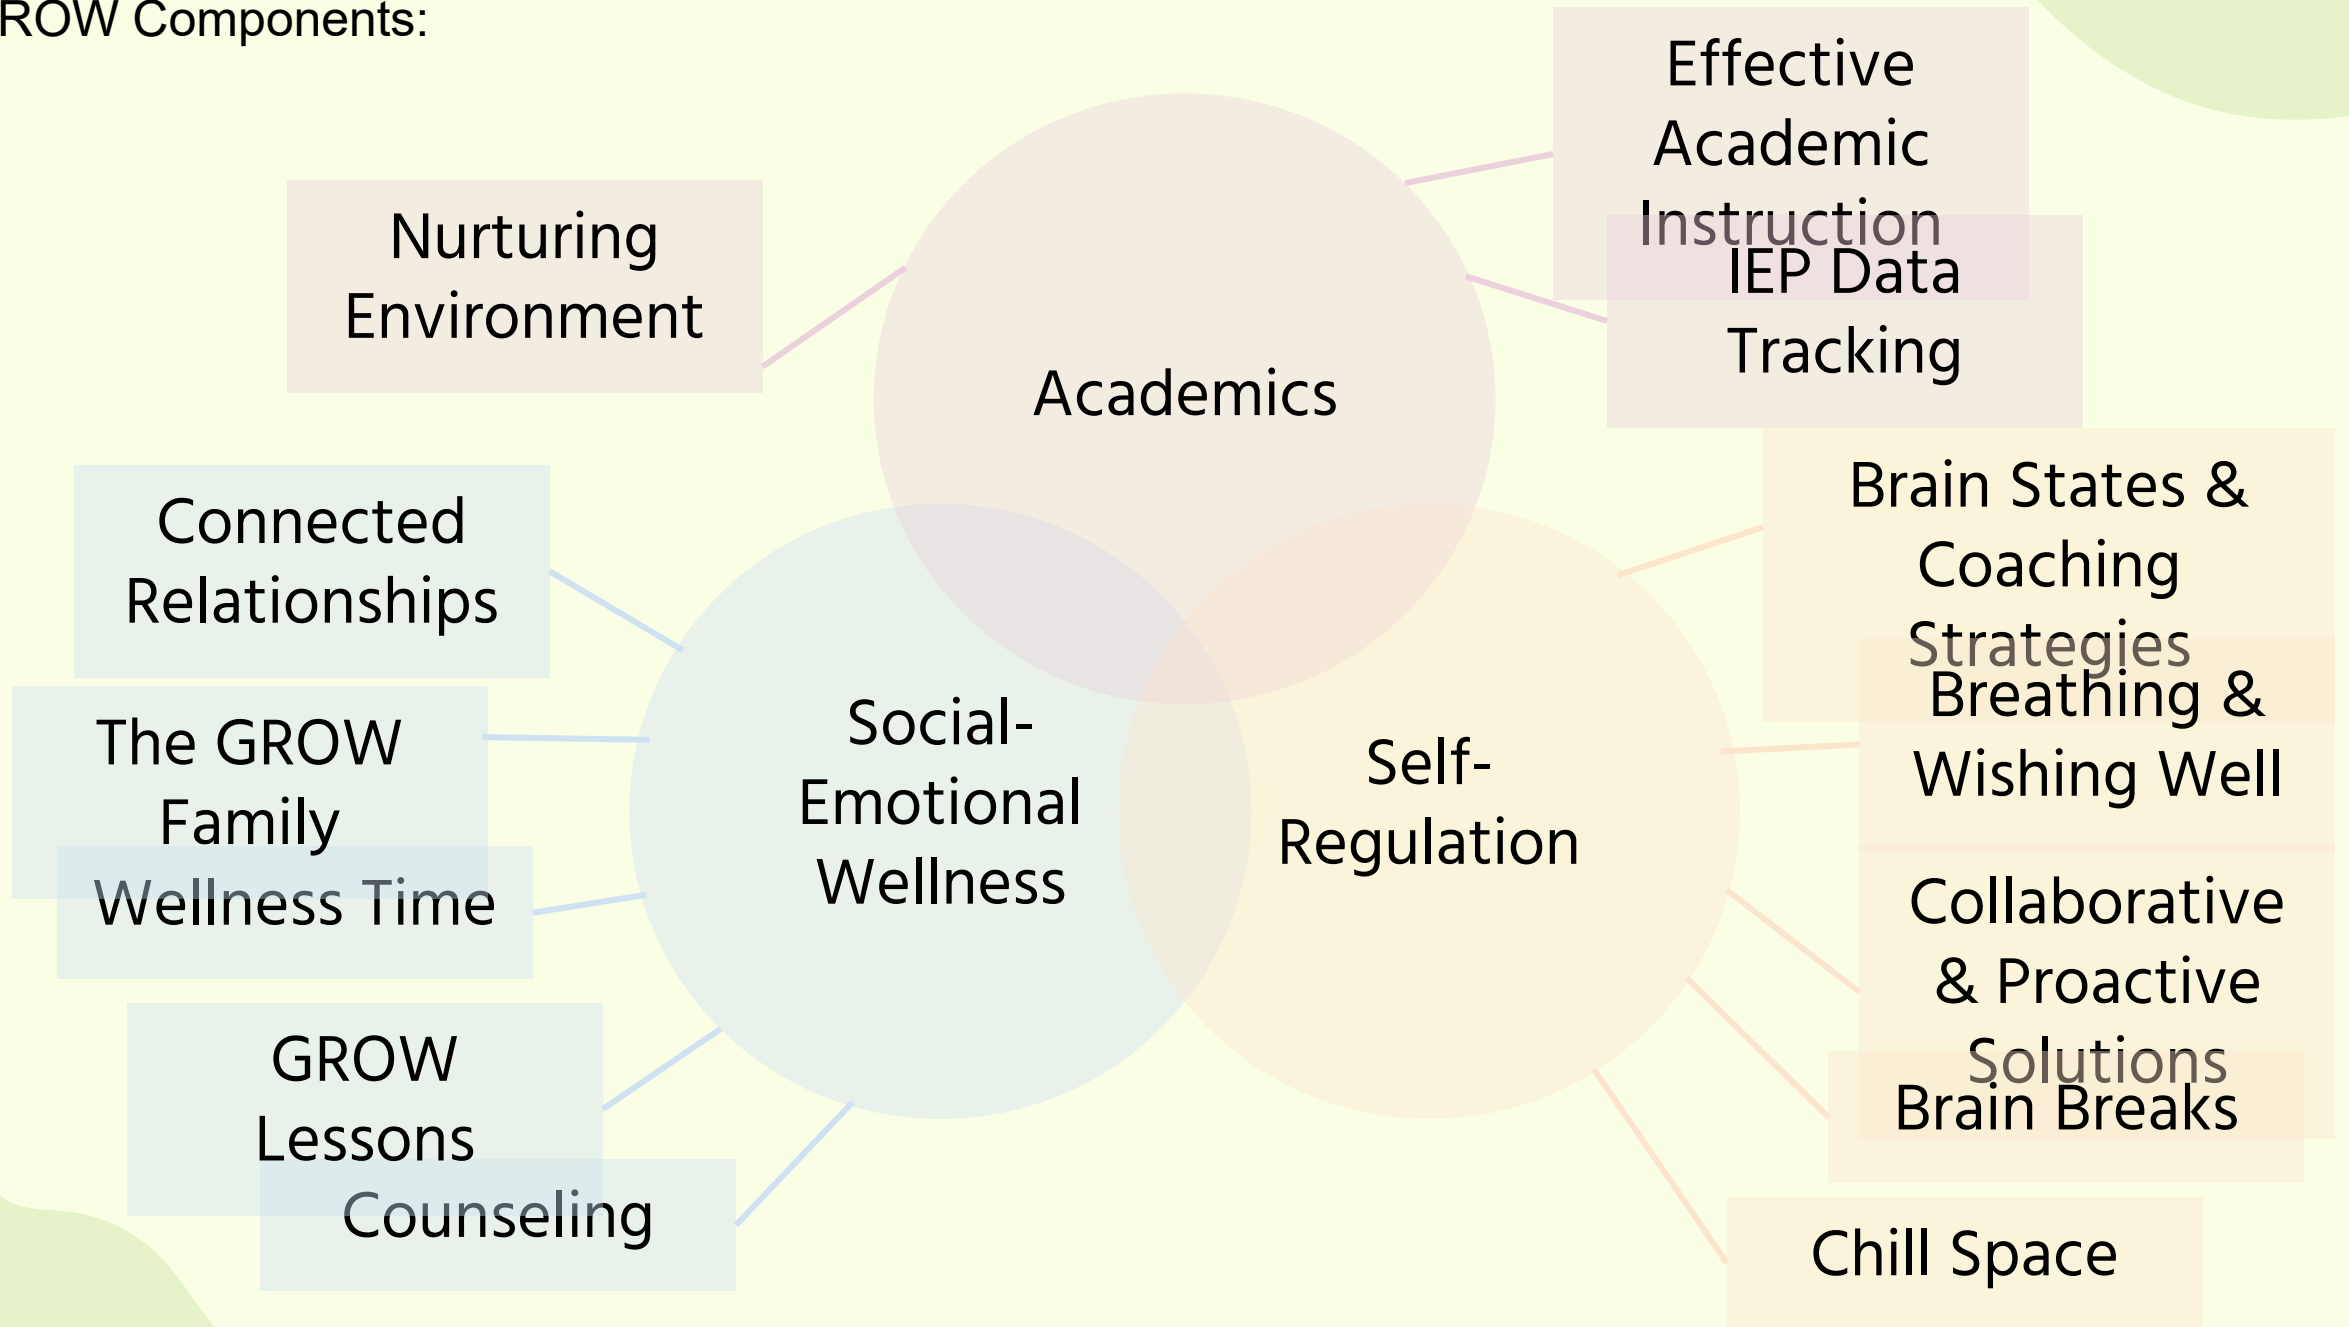 ROW Components:
Effective
Academic
Instruction
IEP Data
Tracking
Nurturing
Environment
Academics
Connected
Relationships
The GROW
Family
Wellness Time
GROW
Lessons
Counseling
Social-
Emotional
Wellness
Self-
Regulation
Brain States &
Coaching
Strategies
Breathing &
Wishing Well
Collaborative
& Proactive
Solutions
Brain Breaks
Chill Space